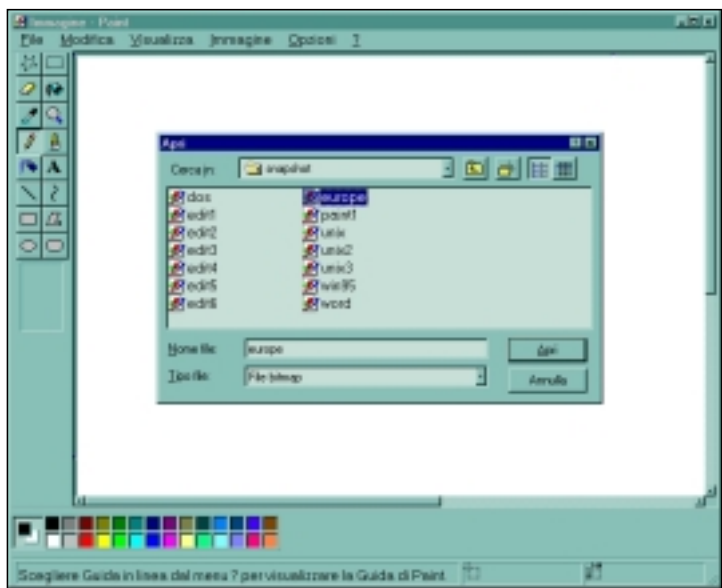 Immagine - Paint
File Modifica Visualizza Immagine Opzioni ?
Apri
Cerca in: snapshot
dos europe
edit1 paint1
edit2 unix
edit3 unix2
edit4 unix3
edit5 win95
edit6 word
Nome file: europe Apri
Tipo file: File bitmap Annulla
A
Scegliere Guida in linea dal menu ? per visualizzare la Guida di Paint.